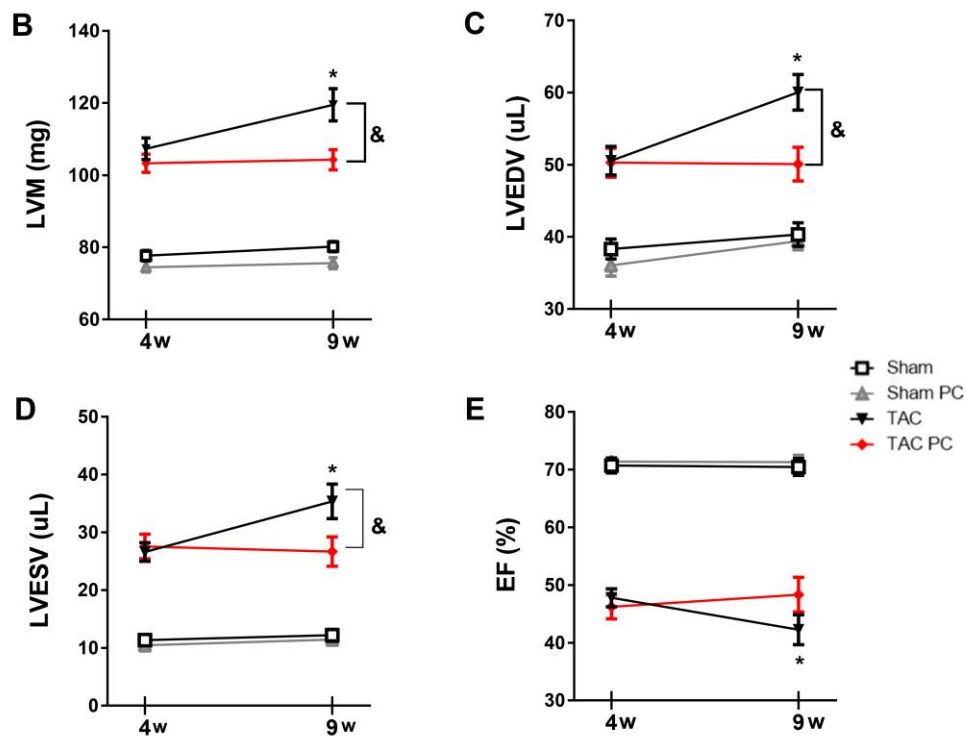 B
LVM (mg)
140
120
100
80
60
*
&
4w
9w
C
LVEDV (uL)
70
60
50
40
30
*
&
4w
9w
D
LVESV (uL)
50
40
30
20
10
0
*
&
4w
9w
E
EF (%)
80
70
60
50
40
30
*
4w
9w
Sham
Sham PC
TAC
TAC PC